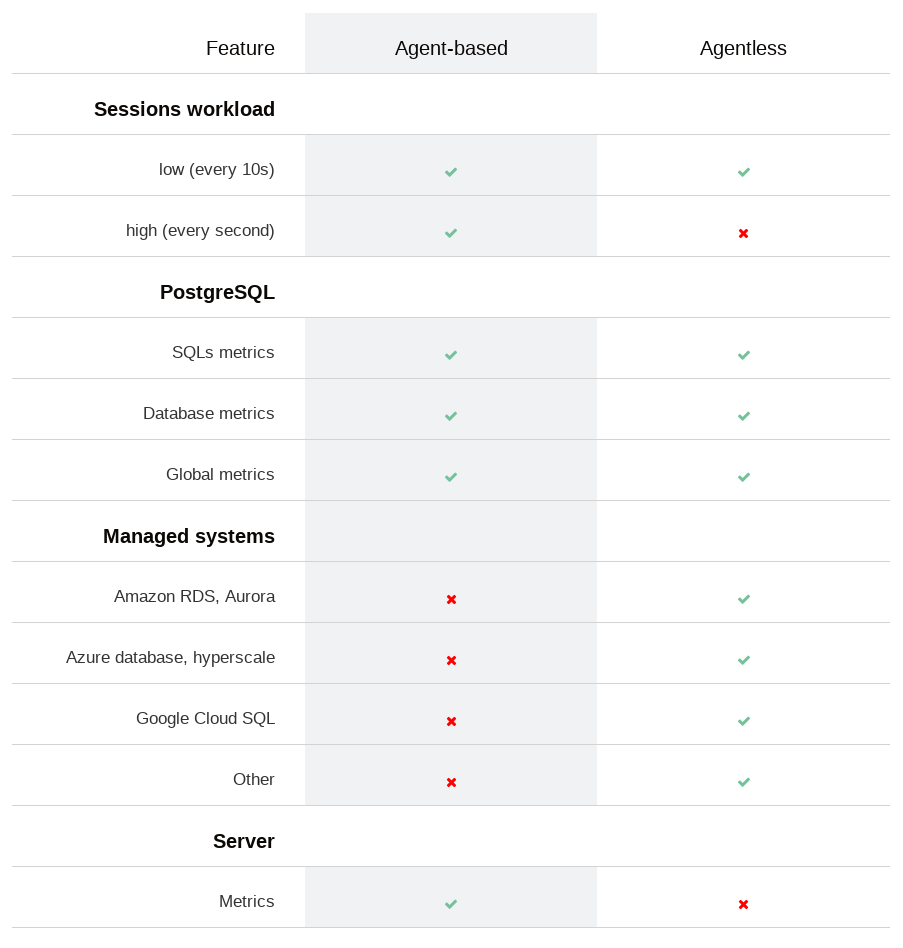 Feature Agent-based Agentless
Sessions workload
low (every 10s)
high (every second)
PostgreSQL
SQLs metrics
Database metrics
Global metrics
Managed systems
Amazon RDS, Aurora
Azure database, hyperscale
Google Cloud SQL
Other
Server
Metrics